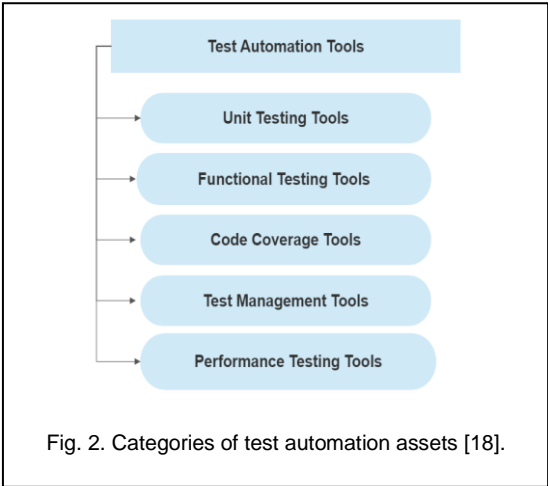 Test Automation Tools
Unit Testing Tools
Functional Testing Tools
Code Coverage Tools
Test Management Tools
Performance Testing Tools
Fig. 2. Categories of test automation assets [18].